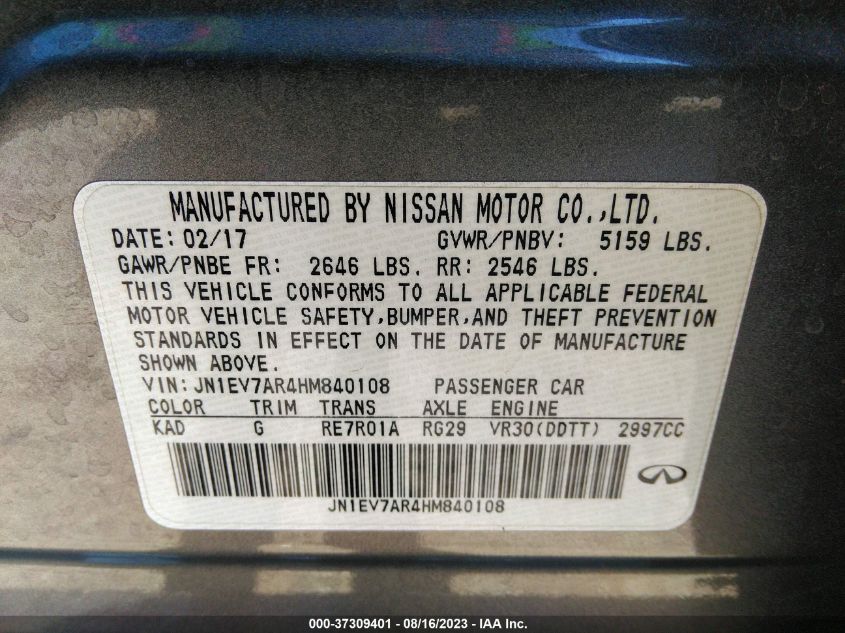 MANUFACTURED BY NISSAN MOTOR CO.,LTD.
DATE: 02/17 GVWR/PNBV: 5159 LBS.
GAWR/PNBE FR: 2646 LBS. RR: 2546 LBS.
THIS VEHICLE CONFORMS TO ALL APPLICABLE FEDERAL
MOTOR VEHICLE SAFETY,BUMPER,AND THEFT PREVENTION
STANDARDS IN EFFECT ON THE DATE OF MANUFACTURE
SHOWN ABOVE.
VIN: JN1EV7AR4HM840108 PASSENGER CAR
COLOR TRIM TRANS AXLE ENGINE
KAD G RE7R01A RG29 VR30(DDTT) 2997CC
JN1EV7AR4HM840108
000-37309401 - 08/16/2023 - IAA Inc.